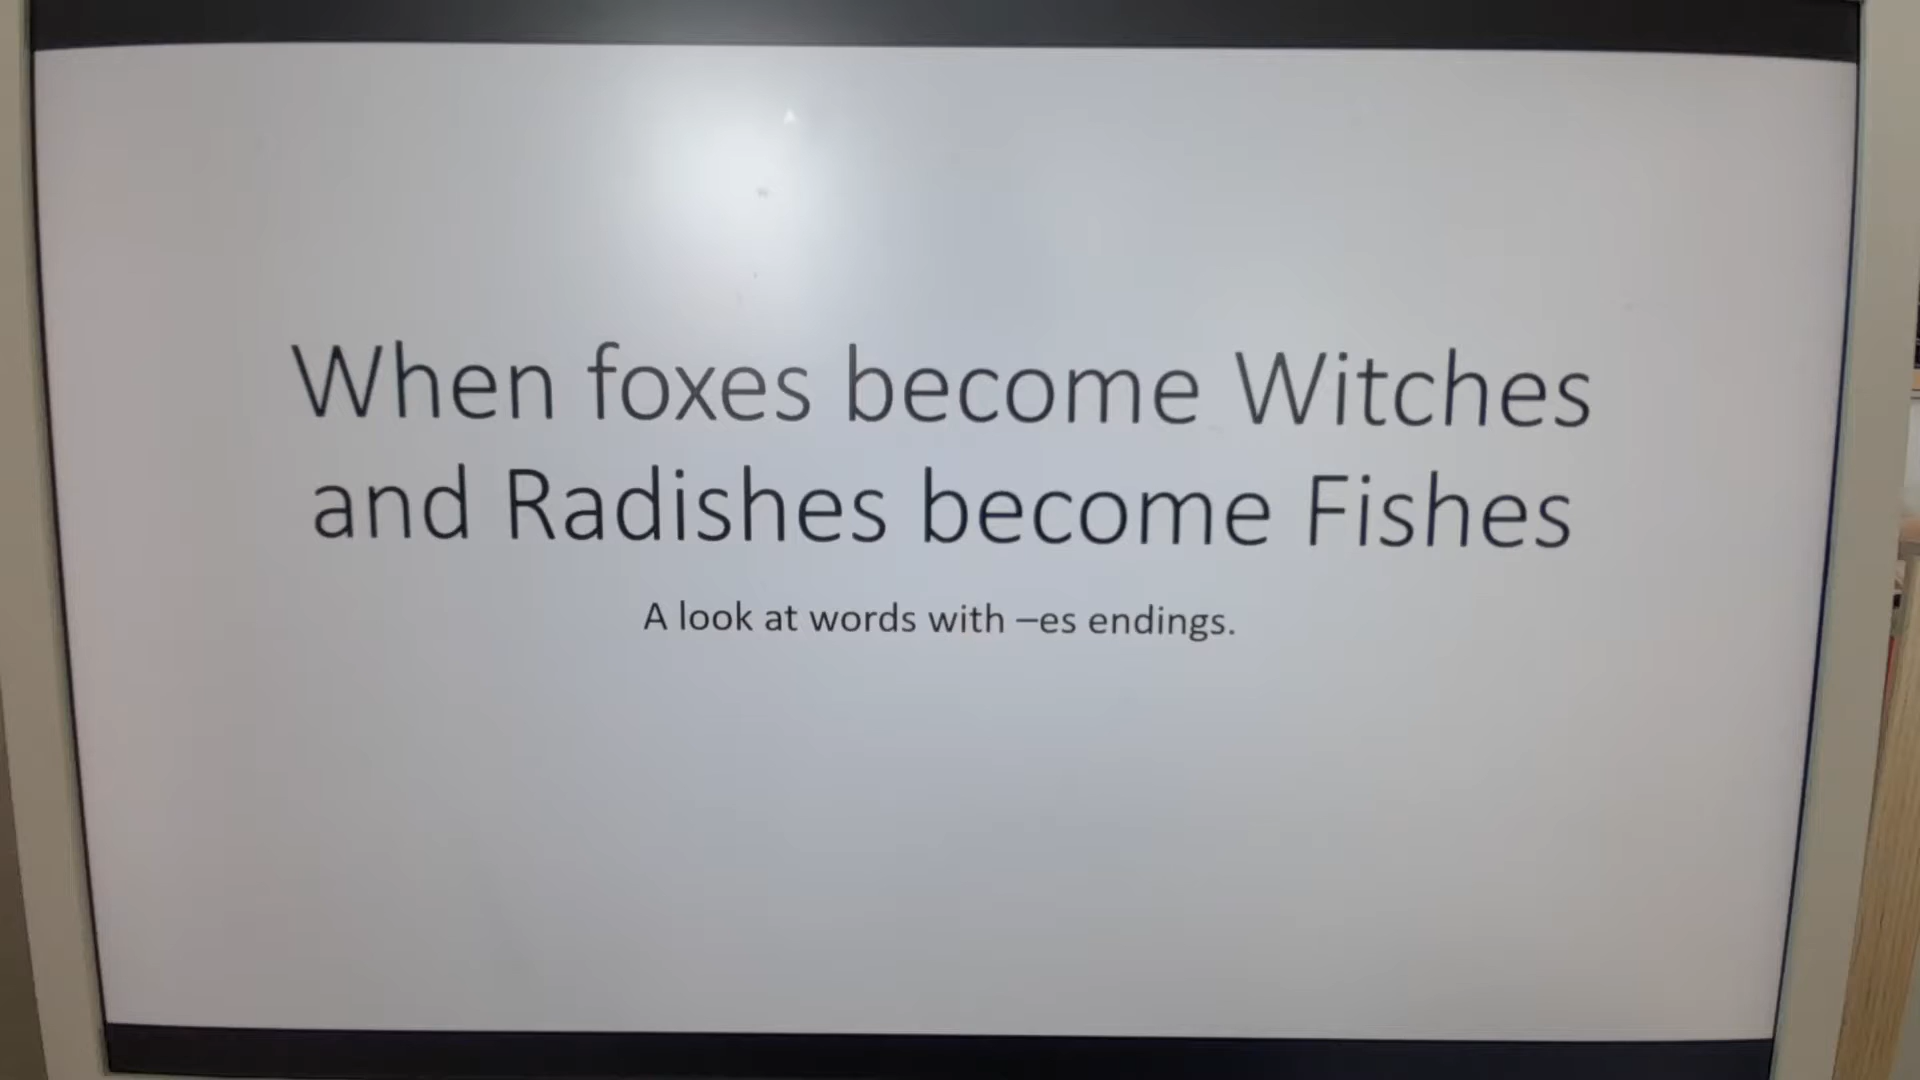 When foxes become Witches
and Radishes become Fishes
A look at words with –es endings.